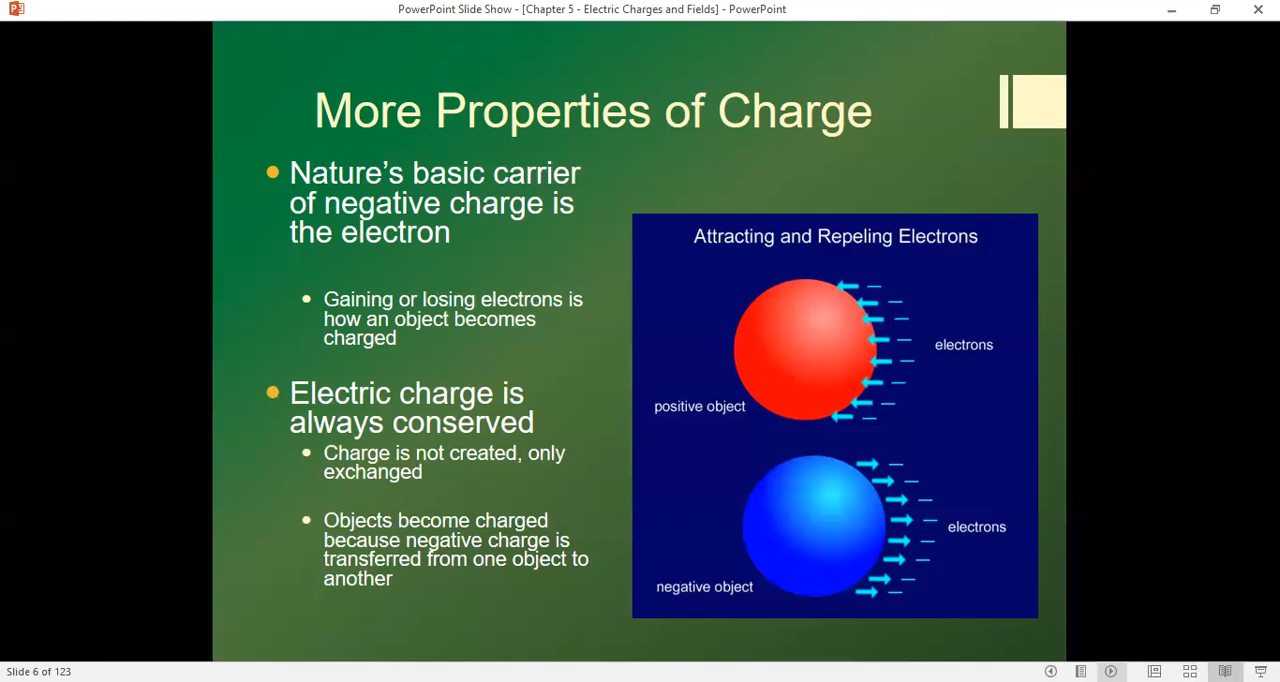 PowerPoint Slide Show - [Chapter 5 - Electric Charges and Fields] - PowerPoint
More Properties of Charge
Nature’s basic carrier
of negative charge is
the electron
Gaining or losing electrons is
how an object becomes
charged
Electric charge is
always conserved
Charge is not created, only
exchanged
Objects become charged
because negative charge is
transferred from one object to
another
Attracting and Repeling Electrons
electrons
positive object
electrons
negative object
Slide 6 of 123